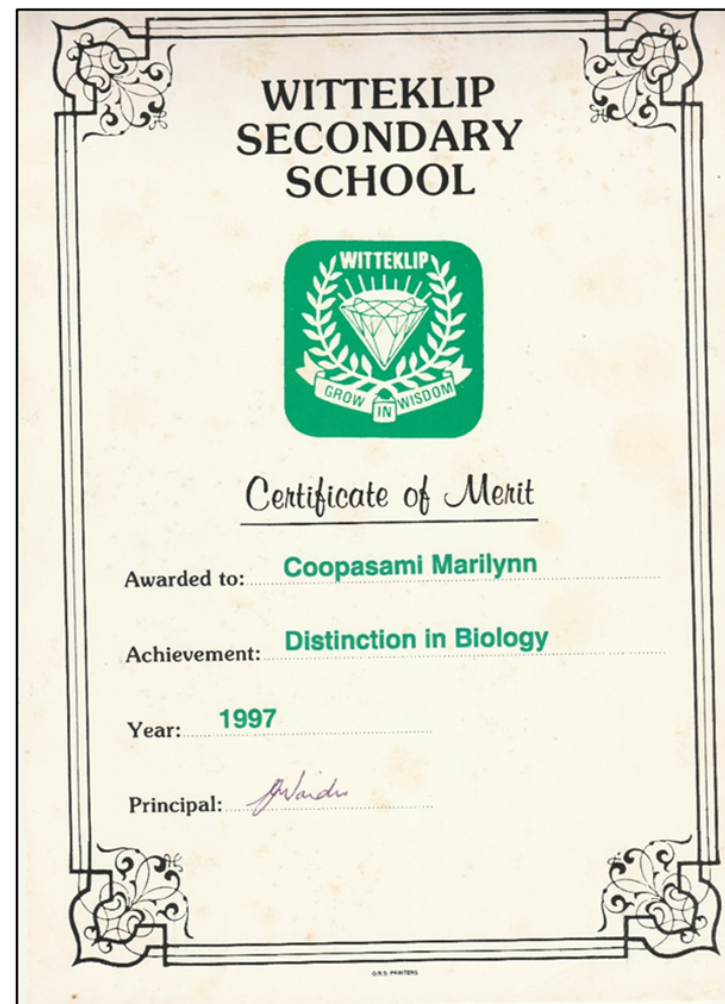 WITTEKLIP
SECONDARY
SCHOOL
WITTEKLIP
GROW IN WISDOM
Certificate of Merit
Awarded to: Coopasami Marilynn
Achievement: Distinction in Biology
Year: 1997
Principal:
G.N.S. PRINTERS